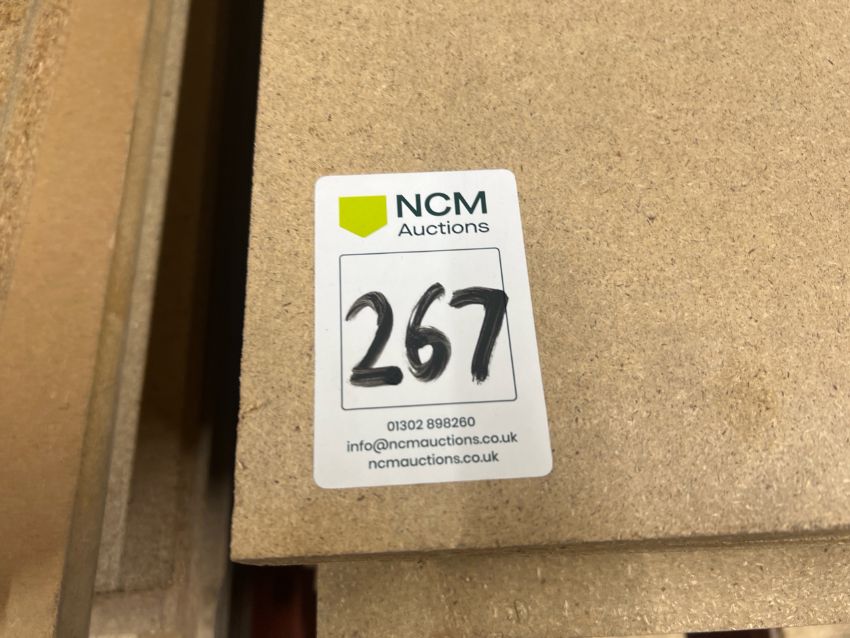 NCM
Auctions
267
01302 898260
info@ncmauctions.co.uk
ncmauctions.co.uk